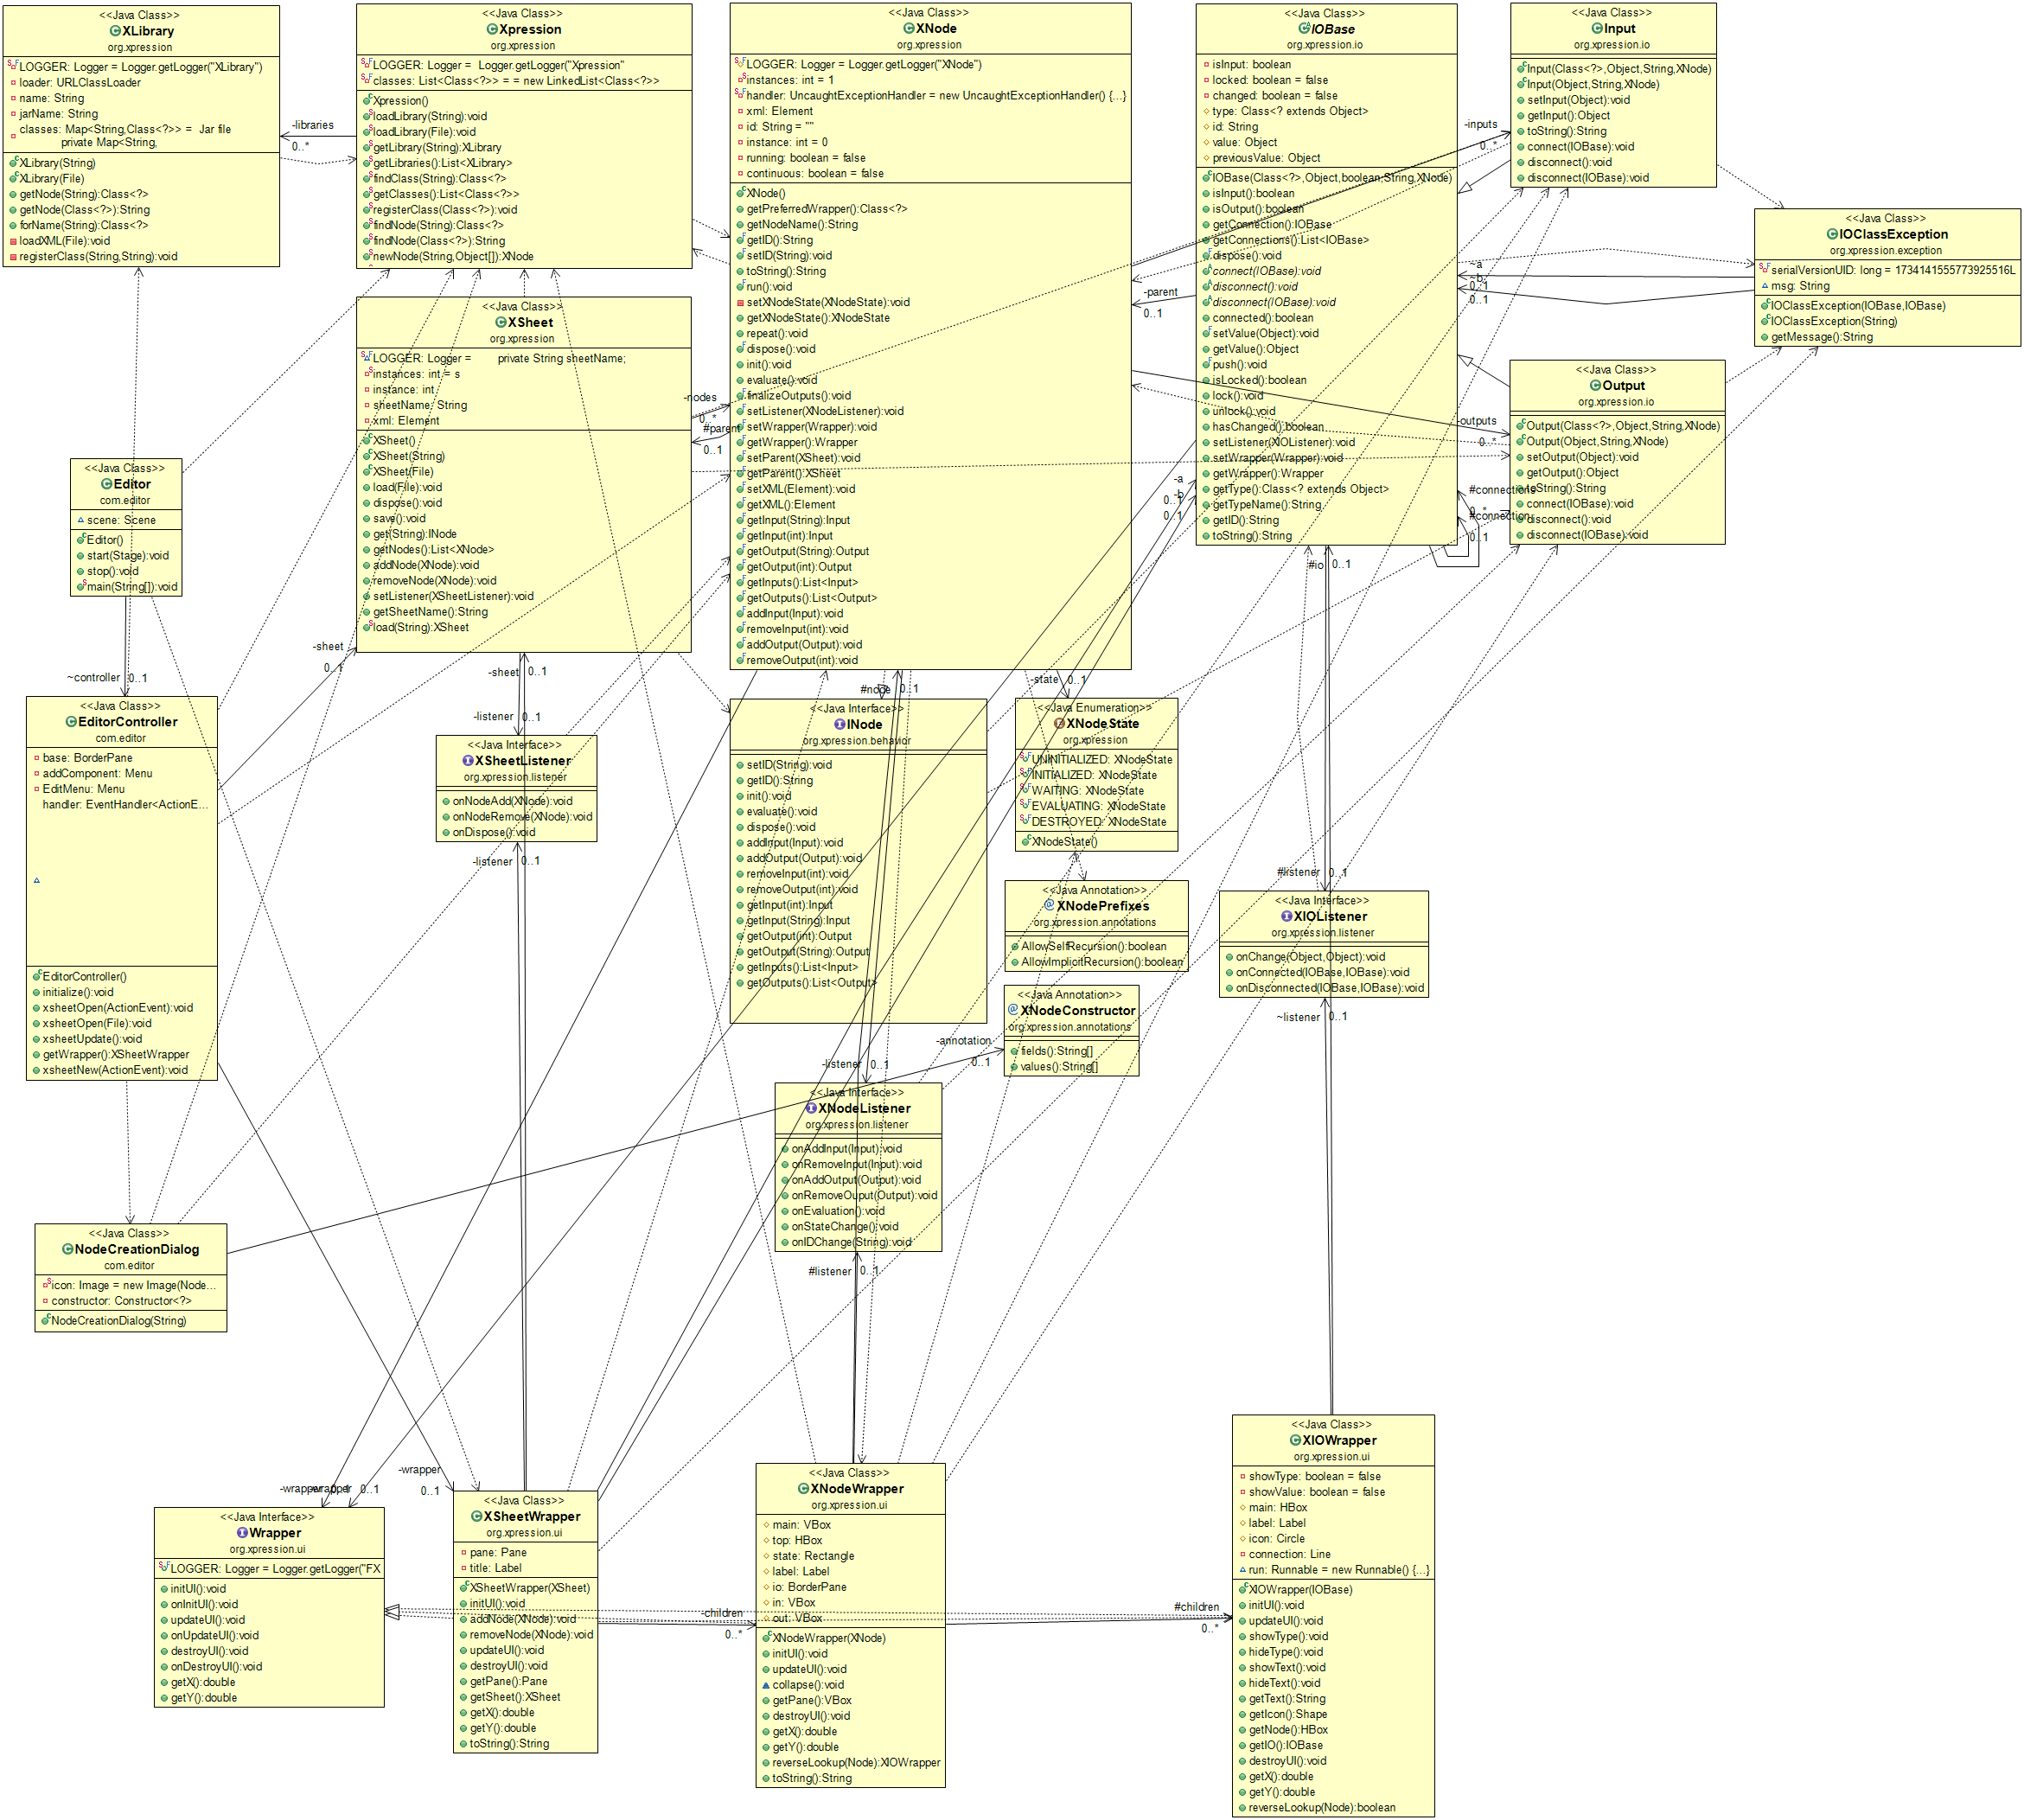 <<Java Class>>
XLibrary
org.xpression
LOGGER: Logger = Logger.getLogger("XLibrary")
loader: URLClassLoader
name: String
jarName: String
classes: Map<String,Class<?>> = Jar file
private Map<String,
XLibrary(String)
XLibrary(File)
getNode(String):Class<?>
getNode(Class<?>):String
forName(String):Class<?>
loadXML(File):void
registerClass(String,String):void
-libraries
0..*
<<Java Class>>
Xpression
org.xpression
LOGGER: Logger = Logger.getLogger("Xpression"
classes: List<Class<?>> = = new LinkedList<Class<?>>
Xpression()
loadLibrary(String):void
loadLibrary(File):void
getLibrary(String):XLibrary
getLibraries():List<XLibrary>
findClass(String):Class<?>
getClasses():List<Class<?>>
registerClass(Class<?>):void
findNode(String):Class<?>
findNode(Class<?>):String
newNode(String,Object[]):XNode
<<Java Class>>
XNode
org.xpression
LOGGER: Logger = Logger.getLogger("XNode")
instances: int = 1
handler: UncaughtExceptionHandler = new UncaughtExceptionHandler() {...}
xml: Element
id: String = ""
instance: int = 0
running: boolean = false
continuous: boolean = false
XNode()
getPreferredWrapper():Class<?>
getNodeName():String
getID():String
setID(String):void
toString():String
run():void
setXNodeState(XNodeState):void
getXNodeState():XNodeState
repeat():void
dispose():void
init():void
evaluate():void
finalizeOutputs():void
setListener(XNodeListener):void
setWrapper(Wrapper):void
getWrapper():Wrapper
setParent(XSheet):void
getParent():XSheet
setXML(Element):void
getXML():Element
getInput(String):Input
getInput(int):Input
getOutput(String):Output
getOutput(int):Output
getInputs():List<Input>
getOutputs():List<Output>
addInput(Input):void
removeInput(int):void
addOutput(Output):void
removeOutput(int):void
<<Java Class>>
IOBase
org.xpression.io
isInput: boolean
locked: boolean = false
changed: boolean = false
type: Class<? extends Object>
id: String
value: Object
previousValue: Object
IOBase(Class<?>,Object,boolean,String,XNode)
isInput():boolean
isOutput():boolean
getConnection():IOBase
getConnections():List<IOBase>
dispose():void
connect(IOBase):void
disconnect():void
disconnect(IOBase):void
connected():boolean
setValue(Object):void
getValue():Object
push():void
isLocked():boolean
lock():void
unlock():void
hasChanged():boolean
setListener(XIOListener):void
setWrapper(Wrapper):void
getWrapper():Wrapper
getType():Class<? extends Object>
getTypeName():String
getID():String
toString():String
-parent
0..1
-inputs
0..*
<<Java Class>>
Input
org.xpression.io
Input(Class<?>,Object,String,XNode)
Input(Object,String,XNode)
setInput(Object):void
getInput():Object
toString():String
connect(IOBase):void
disconnect():void
disconnect(IOBase):void
<<Java Class>>
IOClassException
org.xpression.exception
serialVersionUID: long = 1734141555773925516L
msg: String
IOClassException(IOBase,IOBase)
IOClassException(String)
getMessage():String
~a
~b
0..1
0..1
<<Java Class>>
Output
org.xpression.io
Output(Class<?>,Object,String,XNode)
Output(Object,String,XNode)
setOutput(Object):void
getOutput():Object
toString():String
connect(IOBase):void
disconnect():void
disconnect(IOBase):void
-outputs
0..*
#connections
0..*
#connection
0..1
-a
-b
0..1
0..1
<<Java Class>>
XSheet
org.xpression
LOGGER: Logger = private String sheetName;
instances: int = s
instance: int
sheetName: String
xml: Element
XSheet()
XSheet(String)
XSheet(File)
load(File):void
dispose():void
save():void
get(String):INode
getNodes():List<XNode>
addNode(XNode):void
removeNode(XNode):void
setListener(XSheetListener):void
getSheetName():String
load(String):XSheet
-nodes
0..*
#parent
0..1
<<Java Class>>
Editor
com.editor
scene: Scene
Editor()
start(Stage):void
stop():void
main(String[]):void
~controller
0..1
-sheet
0..1
<<Java Class>>
EditorController
com.editor
base: BorderPane
addComponent: Menu
EditMenu: Menu
handler: EventHandler<ActionE...
EditorController()
initialize():void
xsheetOpen(ActionEvent):void
xsheetOpen(File):void
xsheetUpdate():void
getWrapper():XSheetWrapper
xsheetNew(ActionEvent):void
-sheet
0..1
-listener
0..1
<<Java Interface>>
XSheetListener
org.xpression.listener
onNodeAdd(XNode):void
onNodeRemove(XNode):void
onDispose():void
-listener
0..1
#node
0..1
<<Java Interface>>
INode
org.xpression.behavior
setID(String):void
getID():String
init():void
evaluate():void
dispose():void
addInput(Input):void
addOutput(Output):void
removeInput(int):void
removeOutput(int):void
getInput(int):Input
getInput(String):Input
getOutput(int):Output
getOutput(String):Output
getInputs():List<Input>
getOutputs():List<Output>
-state
0..1
<<Java Enumeration>>
XNodeState
org.xpression
UNINITIALIZED: XNodeState
INITIALIZED: XNodeState
WAITING: XNodeState
EVALUATING: XNodeState
DESTROYED: XNodeState
XNodeState()
<<Java Annotation>>
XNodePrefixes
org.xpression.annotations
AllowSelfRecursion():boolean
AllowImplicitRecursion():boolean
<<Java Annotation>>
XNodeConstructor
org.xpression.annotations
fields():String[]
values():String[]
-annotation
0..1
#io
0..1
#listener
0..1
<<Java Interface>>
XIOListener
org.xpression.listener
onChange(Object,Object):void
onConnected(IOBase,IOBase):void
onDisconnected(IOBase,IOBase):void
~listener
0..1
-listener
0..1
<<Java Interface>>
XNodeListener
org.xpression.listener
onAddInput(Input):void
onRemoveInput(Input):void
onAddOutput(Output):void
onRemoveOuput(Output):void
onEvaluation():void
onStateChange():void
onIDChange(String):void
#listener
0..1
<<Java Class>>
NodeCreationDialog
com.editor
icon: Image = new Image(Node...
constructor: Constructor<?>
NodeCreationDialog(String)
-wrapper
0..1
-wrapper
0..1
-wrapper
0..1
<<Java Interface>>
Wrapper
org.xpression.ui
LOGGER: Logger = Logger.getLogger("FX
initUI():void
onInitUI():void
updateUI():void
onUpdateUI():void
destroyUI():void
onDestroyUI():void
getX():double
getY():double
<<Java Class>>
XSheetWrapper
org.xpression.ui
pane: Pane
title: Label
XSheetWrapper(XSheet)
initUI():void
addNode(XNode):void
removeNode(XNode):void
updateUI():void
destroyUI():void
getPane():Pane
getSheet():XSheet
getX():double
getY():double
toString():String
-children
0..*
<<Java Class>>
XNodeWrapper
org.xpression.ui
main: VBox
top: HBox
state: Rectangle
label: Label
io: BorderPane
in: VBox
out: VBox
XNodeWrapper(XNode)
initUI():void
updateUI():void
collapse():void
getPane():VBox
destroyUI():void
getX():double
getY():double
reverseLookup(Node):XIOWrapper
toString():String
#children
0..*
<<Java Class>>
XIOWrapper
org.xpression.ui
showType: boolean = false
showValue: boolean = false
main: HBox
label: Label
icon: Circle
connection: Line
run: Runnable = new Runnable() {...}
XIOWrapper(IOBase)
initUI():void
updateUI():void
showType():void
hideType():void
showText():void
hideText():void
getText():String
getIcon():Shape
getNode():HBox
getIO():IOBase
destroyUI():void
getX():double
getY():double
reverseLookup(Node):boolean